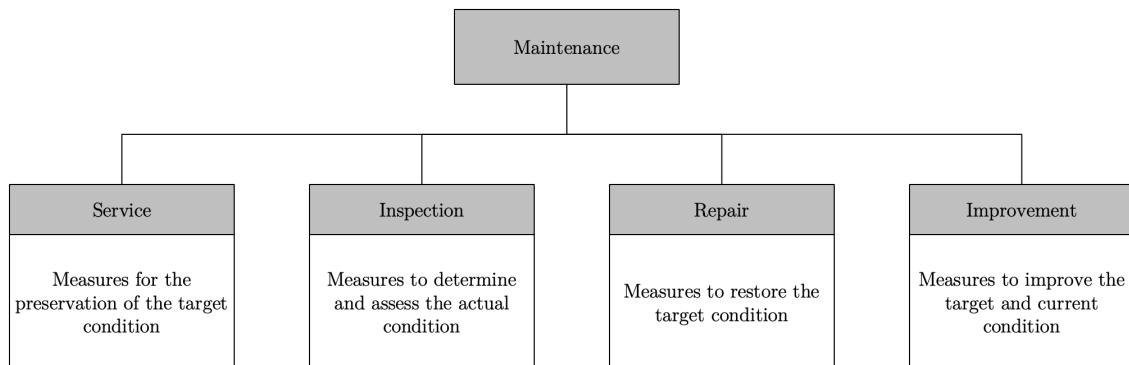 Maintenance
Service
Inspection
Repair
Improvement
Measures for the
preservation of the target
condition
Measures to determine
and assess the actual
condition
Measures to restore the
target condition
Measures to improve the
target and current
condition